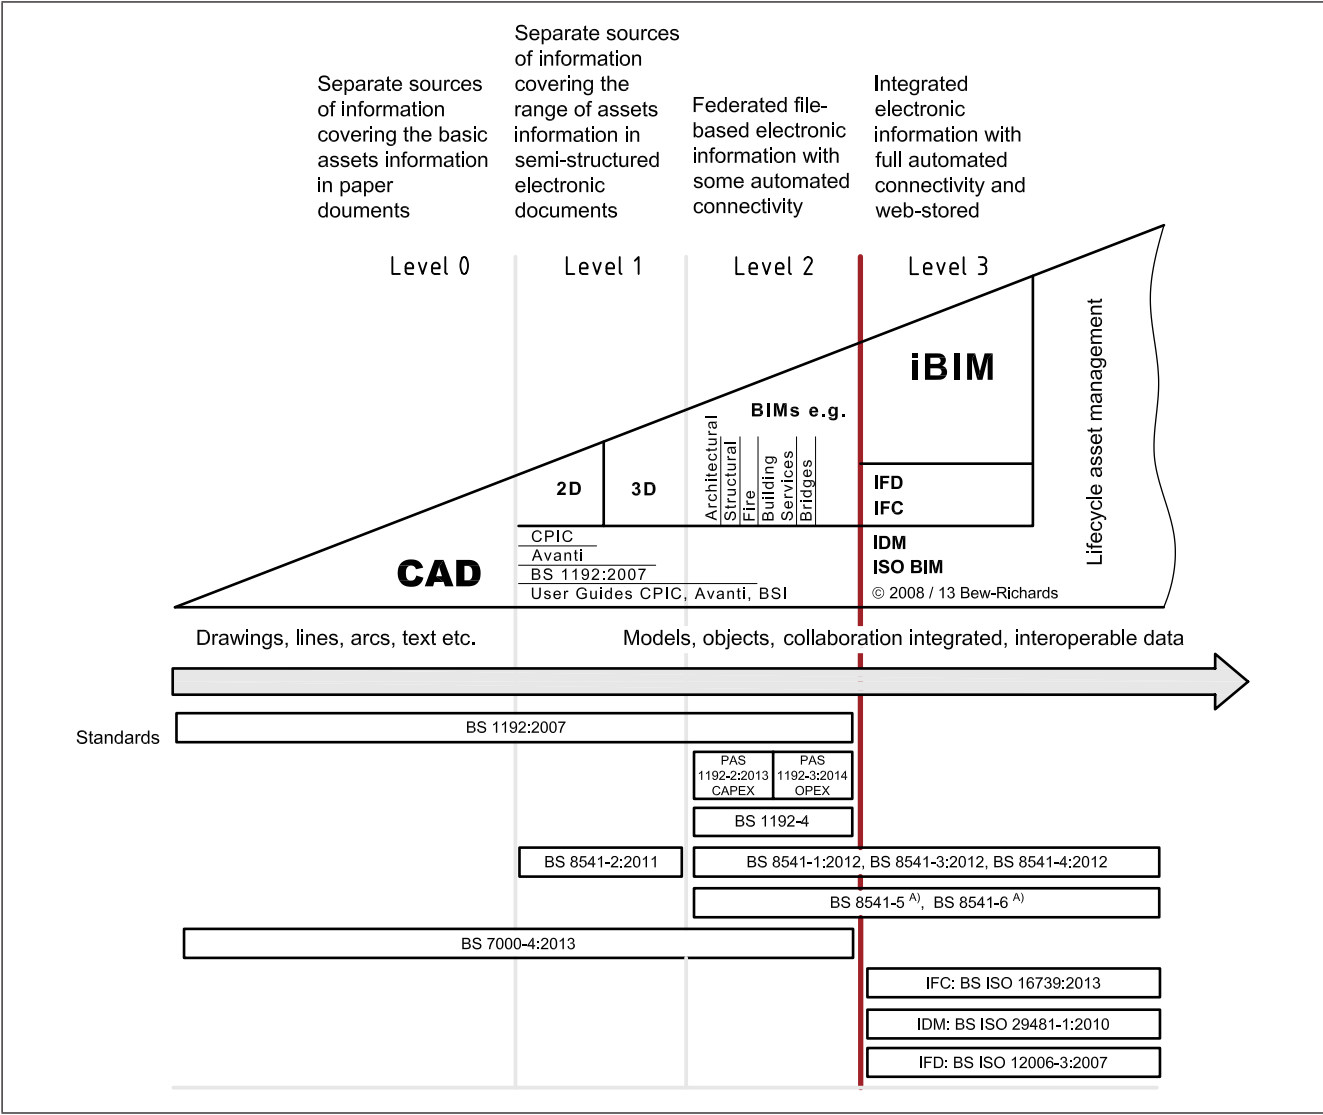 Separate sources
of information
covering the basic
assets information
in paper
douments
Separate sources
of information
covering the
range of assets
information in
semi-structured
electronic
documents
Federated file-
based electronic
information with
some automated
connectivity
Integrated
electronic
information with
full automated
connectivity and
web-stored
Level 0
Level 1
Level 2
Level 3
iBIM
BIMs e.g.
Architectural
Structural
Fire
Building
Services
Bridges
2D
3D
IFD
IFC
IDM
ISO BIM
© 2008 / 13 Bew-Richards
Lifecycle asset management
CAD
CPIC
Avanti
BS 1192:2007
User Guides CPIC, Avanti, BSI
Drawings, lines, arcs, text etc.
Models, objects, collaboration integrated, interoperable data
Standards
BS 1192:2007
PAS
1192-2:2013
CAPEX
PAS
1192-3:2014
OPEX
BS 1192-4
BS 8541-2:2011
BS 8541-1:2012, BS 8541-3:2012, BS 8541-4:2012
BS 8541-5 A), BS 8541-6 A)
BS 7000-4:2013
IFC: BS ISO 16739:2013
IDM: BS ISO 29481-1:2010
IFD: BS ISO 12006-3:2007